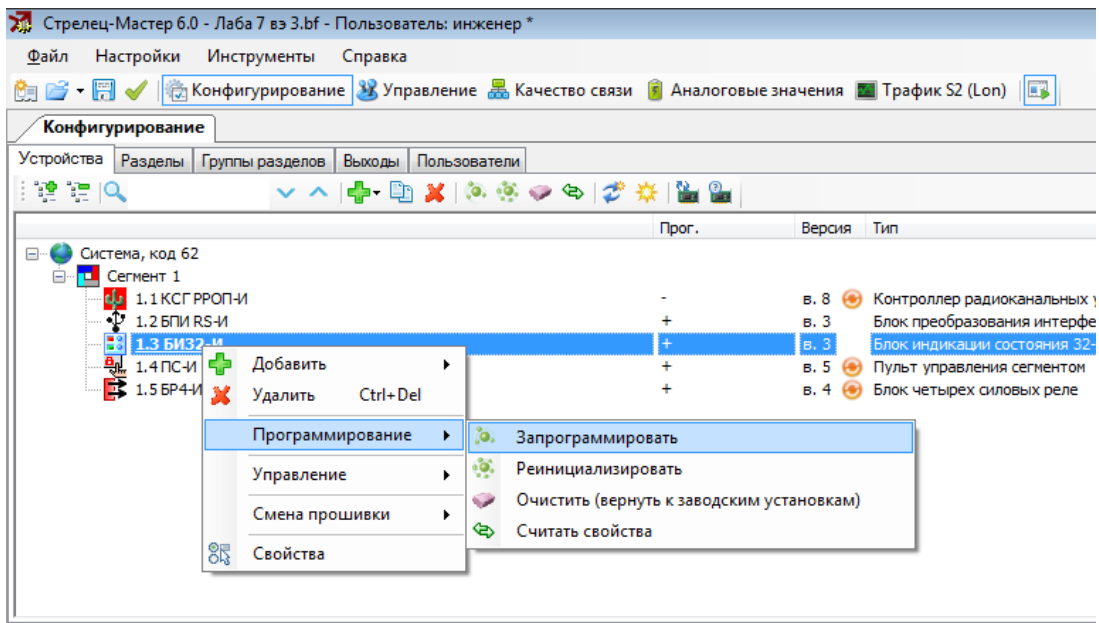 Стрелец-Мастер 6.0 - Лаба 7 вэ 3.bf - Пользователь: инженер *
Файл Настройки Инструменты Справка
Конфигурирование Управление Качество связи Аналоговые значения Трафик S2 (Lon)
Конфигурирование
Устройства Разделы Группы разделов Выходы Пользователи
Прог. Версия Тип
Система, код 62
Сегмент 1
1.1 КСГ РРОП-И - в. 8 Контроллер радиоканальных
1.2 БПИ RS-И + в. 3 Блок преобразования интерфе
1.3 БИ32-И + в. 3 Блок индикации состояния 32-
1.4 ПС-И + в. 5 Пульт управления сегментом
1.5 БР4-И + в. 4 Блок четырех силовых реле
Добавить
Удалить Ctrl+Del
Программирование
Управление
Смена прошивки
Свойства
Запрограммировать
Реинициализировать
Очистить (вернуть к заводским установкам)
Считать свойства